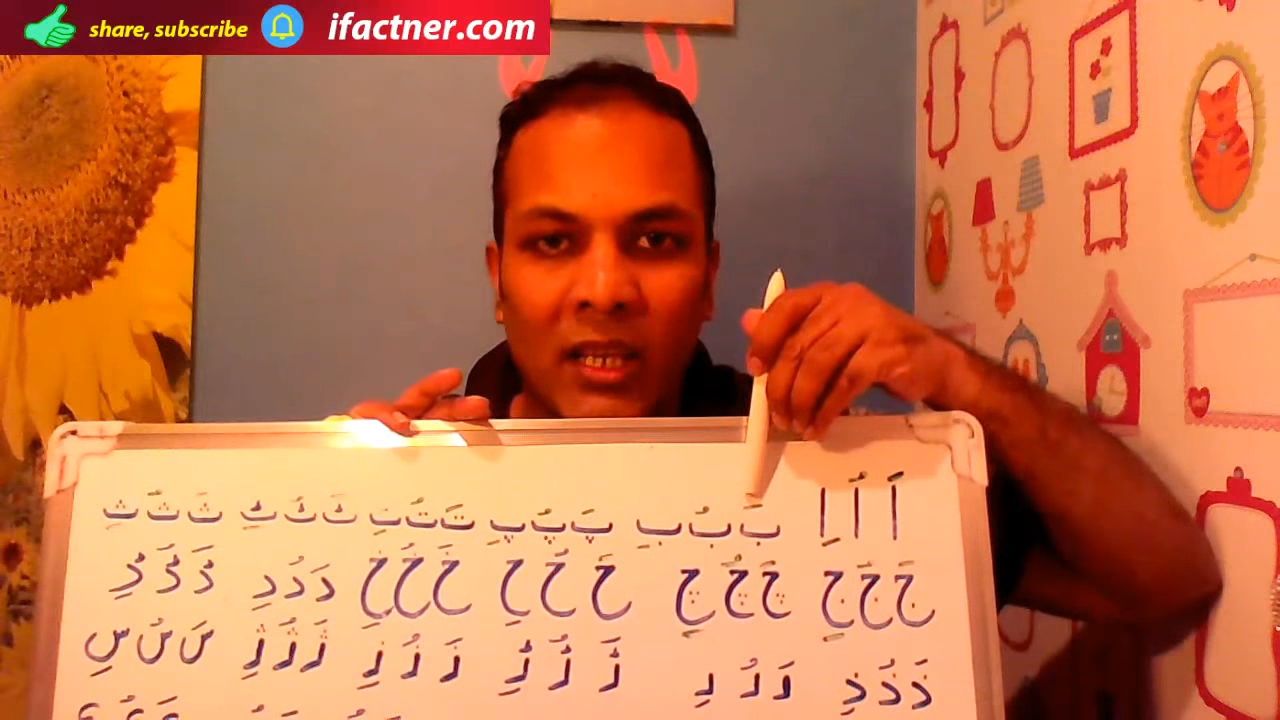 share, subscribe ifactner.com
اَ اُ اِ بَ بُ بِ پَ پُ پِ تَ تُ تِ ٹَ ٹُ ٹِ ثَ ثُ ثِ
جَ جُ جِ چَ چُ چِ حَ حُ حِ خَ خُ خِ دَ دُ دِ ڈَ ڈُ ڈِ
ذَ ذُ ذِ رَ رُ رِ ڑَ ڑُ ڑِ زَ زُ زِ ژَ ژُ ژِ سَ سُ سِ